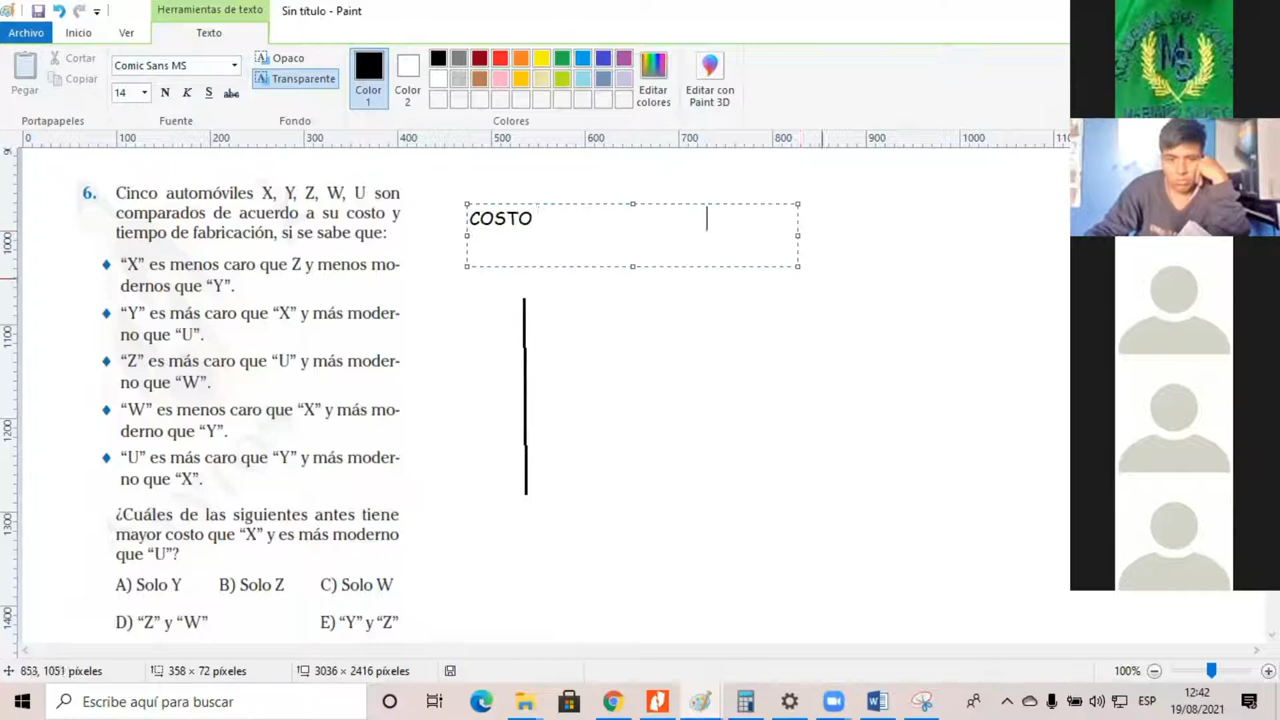 Herramientas de texto
Sin título - Paint
Archivo
Inicio
Ver
Texto
Pegar
Cortar
Copiar
Portapapeles
Comic Sans MS
14
N K S abc
Fuente
Opaco
Transparente
Fondo
Color 1
Color 2
Editar colores
Editar con Paint 3D
Colores
0 100 200 300 400 500 600 700 800 900 1000
1000
1100
1200
1300
1400
6. Cinco automóviles X, Y, Z, W, U son
comparados de acuerdo a su costo y
tiempo de fabricación, si se sabe que:
♦ “X” es menos caro que Z y menos mo-
dernos que “Y”.
♦ “Y” es más caro que “X” y más moder-
no que “U”.
♦ “Z” es más caro que “U” y más moder-
no que “W”.
♦ “W” es menos caro que “X” y más mo-
derno que “Y”.
♦ “U” es más caro que “Y” y más moder-
no que “X”.
¿Cuáles de las siguientes antes tiene
mayor costo que “X” y es más moderno
que “U”?
A) Solo Y B) Solo Z C) Solo W
D) “Z” y “W” E) “Y” y “Z”
COSTO
853, 1051 píxeles
358 × 72 píxeles
3036 × 2416 píxeles
100%
Escribe aquí para buscar
ESP
12:42
19/08/2021